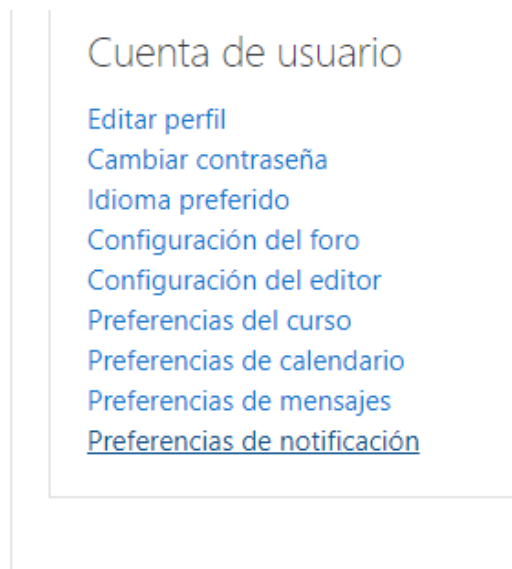 Cuenta de usuario
Editar perfil
Cambiar contraseña
Idioma preferido
Configuración del foro
Configuración del editor
Preferencias del curso
Preferencias de calendario
Preferencias de mensajes
Preferencias de notificación